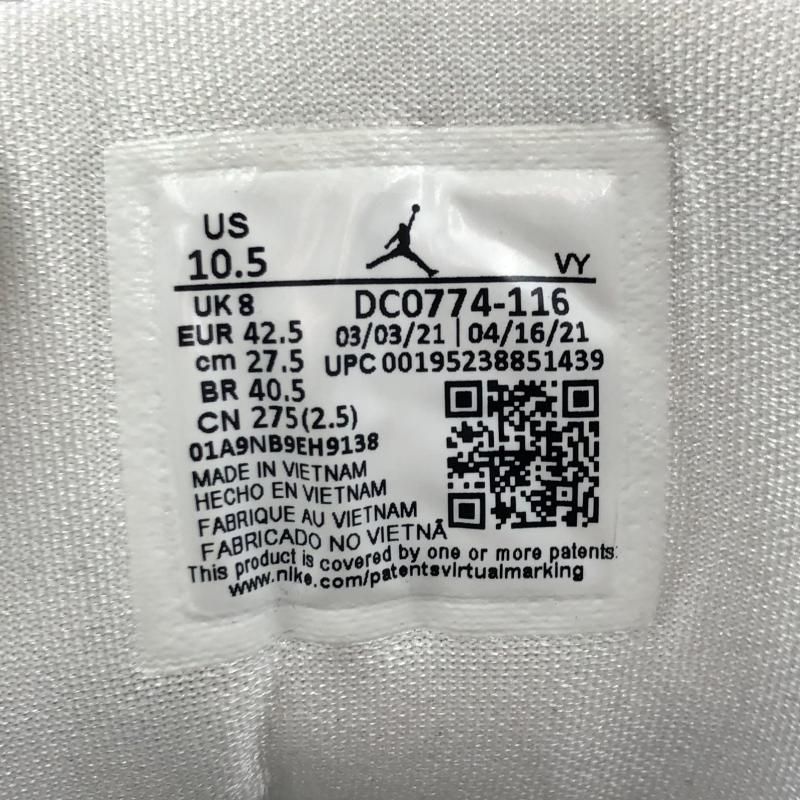 US
10.5
VY
UK 8
DC0774-116
EUR 42.5
03/03/21 | 04/16/21
cm 27.5
UPC 00195238851439
BR 40.5
CN 275(2.5)
01A9NB9EH9138
MADE IN VIETNAM
HECHO EN VIETNAM
FABRIQUE AU VIETNAM
FABRICADO NO VIETNÃ
This product is covered by one or more patents:
www.nike.com/patentsvirtualmarking